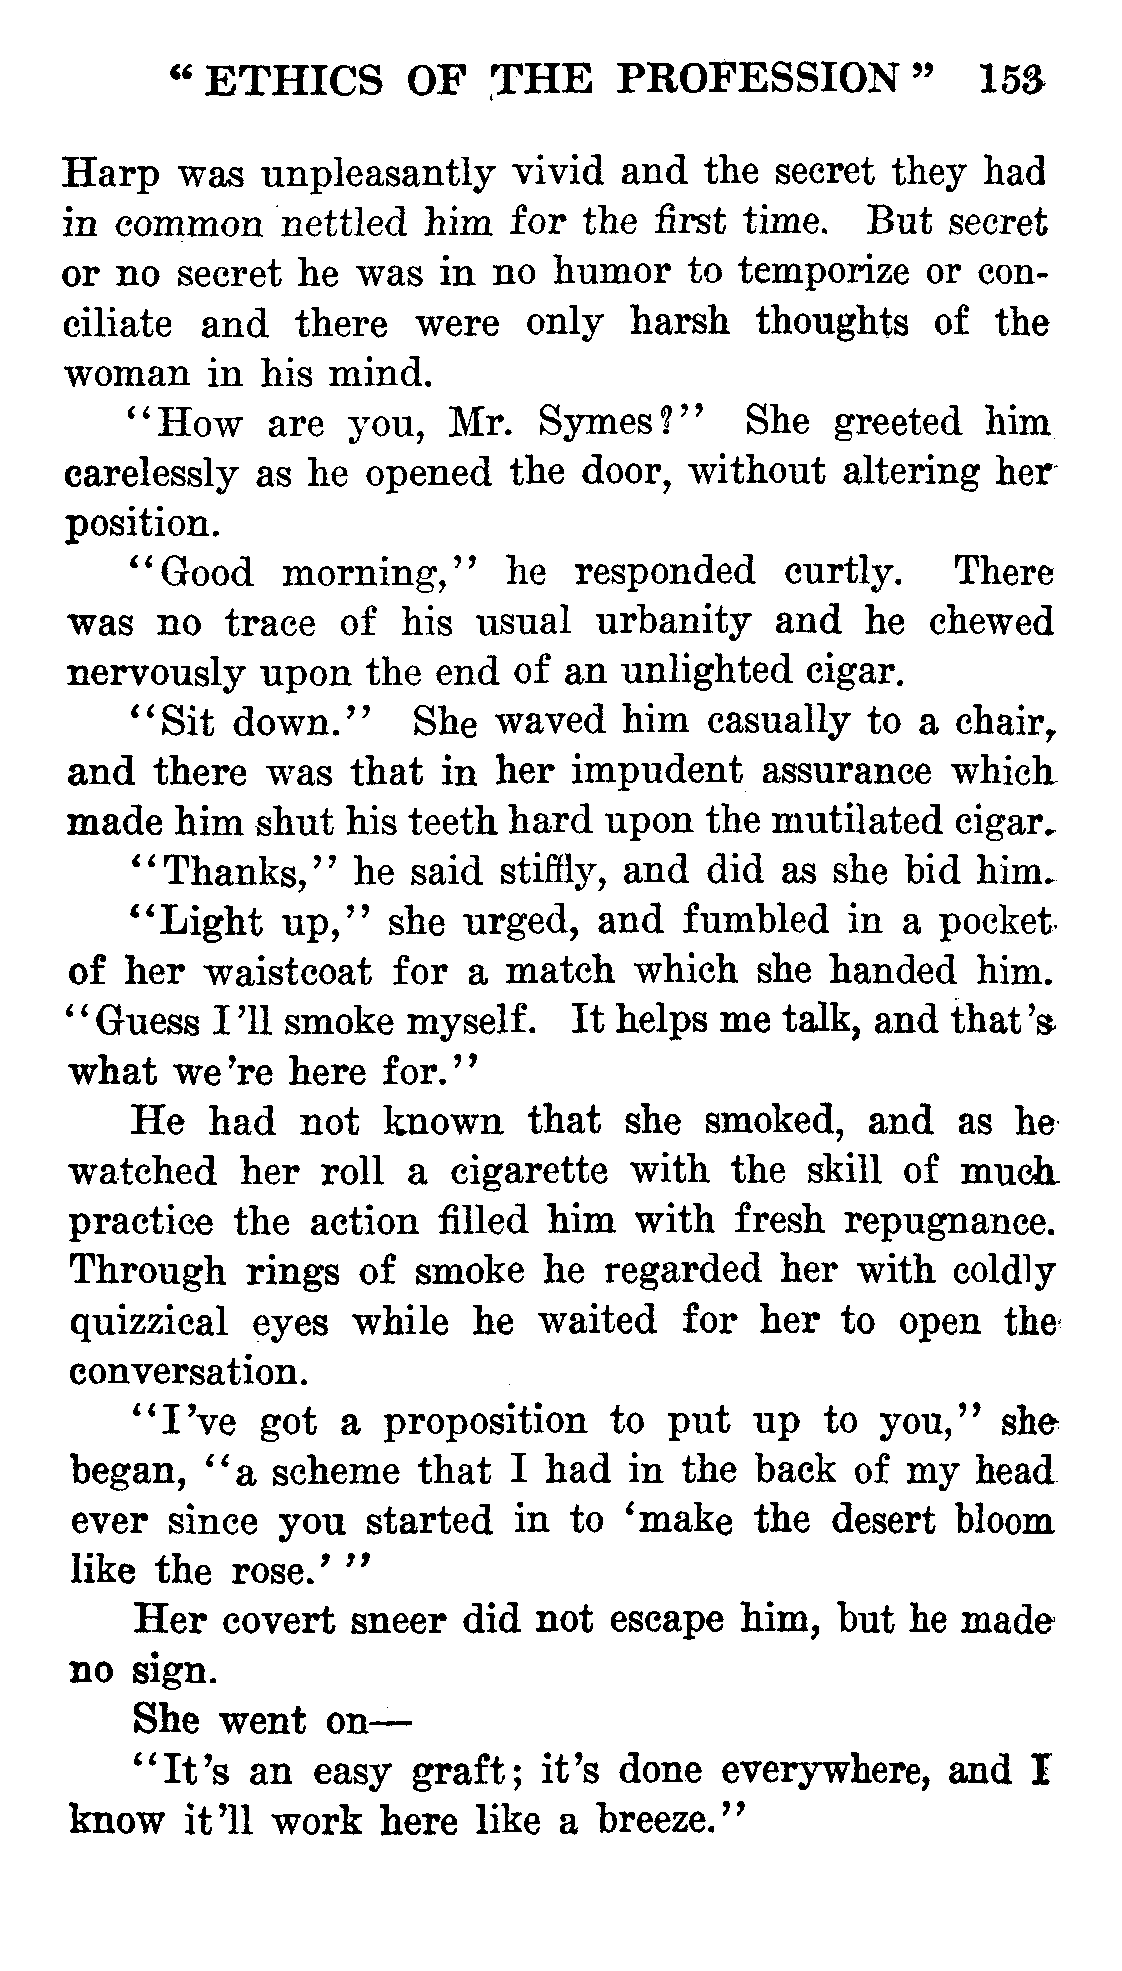 “ ETHICS OF THE PROFESSION ” 153
Harp was unpleasantly vivid and the secret they had
in common nettled him for the first time. But secret
or no secret he was in no humor to temporize or con-
ciliate and there were only harsh thoughts of the
woman in his mind.
“How are you, Mr. Symes?” She greeted him
carelessly as he opened the door, without altering her
position.
“Good morning,” he responded curtly. There
was no trace of his usual urbanity and he chewed
nervously upon the end of an unlighted cigar.
“Sit down.” She waved him casually to a chair,
and there was that in her impudent assurance which
made him shut his teeth hard upon the mutilated cigar.
“Thanks,” he said stiffly, and did as she bid him.
“Light up,” she urged, and fumbled in a pocket
of her waistcoat for a match which she handed him.
“Guess I’ll smoke myself. It helps me talk, and that’s
what we’re here for.”
He had not known that she smoked, and as he
watched her roll a cigarette with the skill of much
practice the action filled him with fresh repugnance.
Through rings of smoke he regarded her with coldly
quizzical eyes while he waited for her to open the
conversation.
“I’ve got a proposition to put up to you,” she
began, “a scheme that I had in the back of my head
ever since you started in to ‘make the desert bloom
like the rose.’ ”
Her covert sneer did not escape him, but he made
no sign.
She went on—
“It’s an easy graft; it’s done everywhere, and I
know it’ll work here like a breeze.”